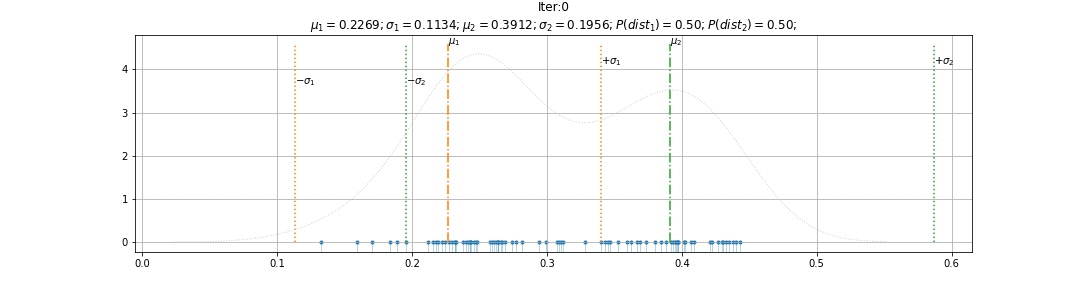 Iter:0
μ₁ = 0.2269; σ₁ = 0.1134; μ₂ = 0.3912; σ₂ = 0.1956; P(dist₁) = 0.50; P(dist₂) = 0.50;
μ₁ μ₂
+σ₁ +σ₂
−σ₁ −σ₂
4
3
2
1
0
0.0 0.1 0.2 0.3 0.4 0.5 0.6